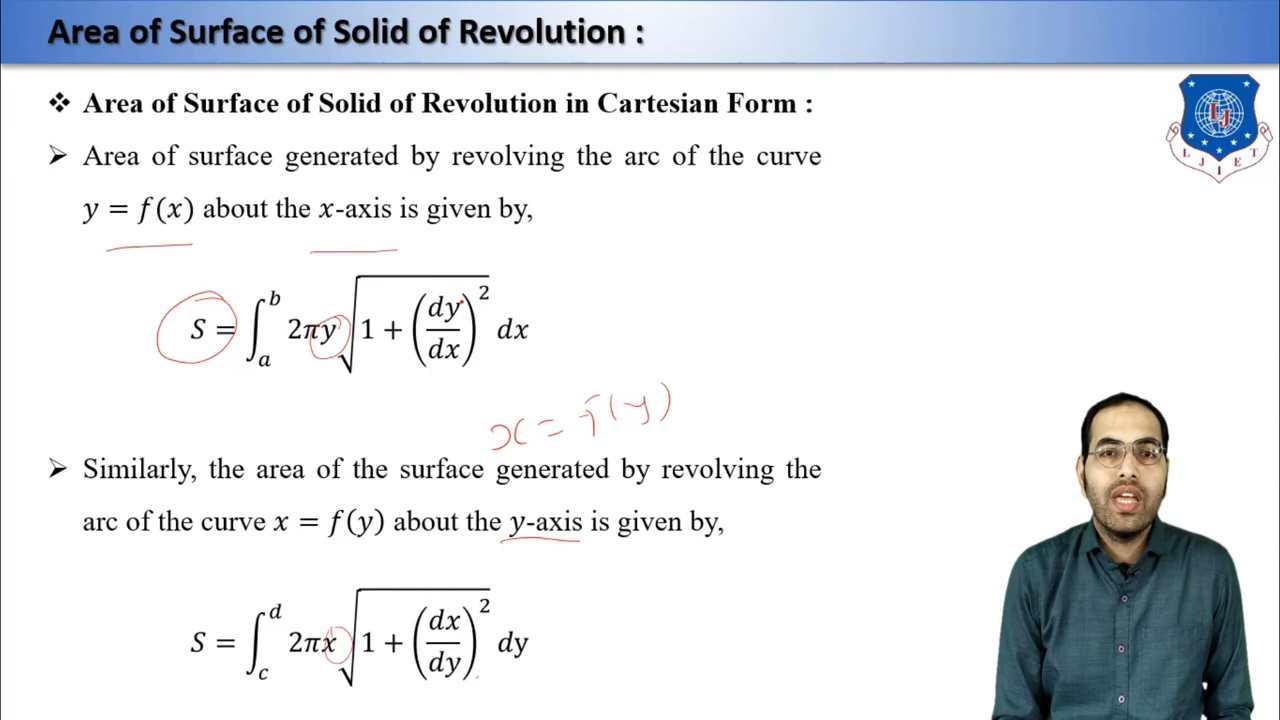 Area of Surface of Solid of Revolution :
❖ Area of Surface of Solid of Revolution in Cartesian Form :
➢ Area of surface generated by revolving the arc of the curve
y = f(x) about the x-axis is given by,
S = ∫_a^b 2πy √(1 + (dy/dx)^2) dx
x = f(y)
➢ Similarly, the area of the surface generated by revolving the
arc of the curve x = f(y) about the y-axis is given by,
S = ∫_c^d 2πx √(1 + (dx/dy)^2) dy
LJ
L J I E T